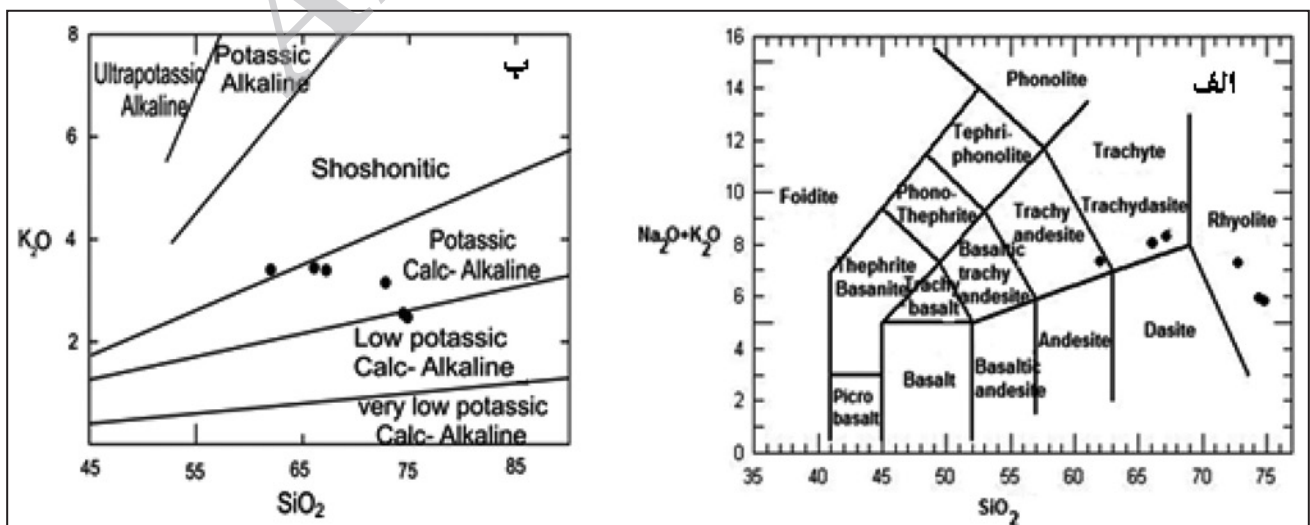 8
6
4
2
K₂O
45
55
65
75
85
SiO₂
Ultrapotassic
Alkaline
Potassic
Alkaline
ب
Shoshonitic
Potassic
Calc- Alkaline
Low potassic
Calc- Alkaline
very low potassic
Calc- Alkaline
16
14
12
10
8
6
4
2
0
Na₂O+K₂O
35
40
45
50
55
60
65
70
75
SiO₂
الف
Phonolite
Tephri-
phonolite
Trachyte
Foidite
Phono-
Thephrite
Trachy
andesite
Trachydasite
Rhyolite
Thephrite
Basanite
Basaltic
trachy
andesite
Trachy
basalt
Andesite
Dasite
Basalt
Basaltic
andesite
Picro
basalt